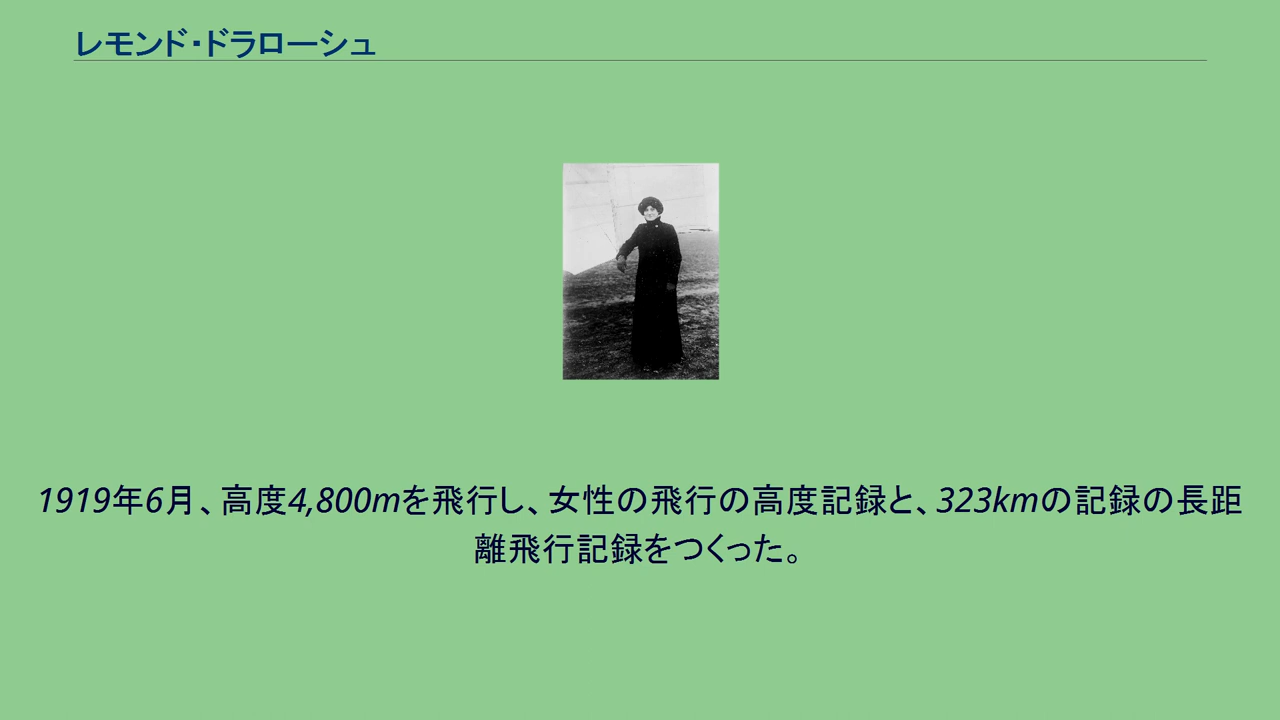 レモンド・ドラローシュ
1919年6月、高度4,800mを飛行し、女性の飛行の高度記録と、323kmの記録の長距
離飛行記録をつくった。